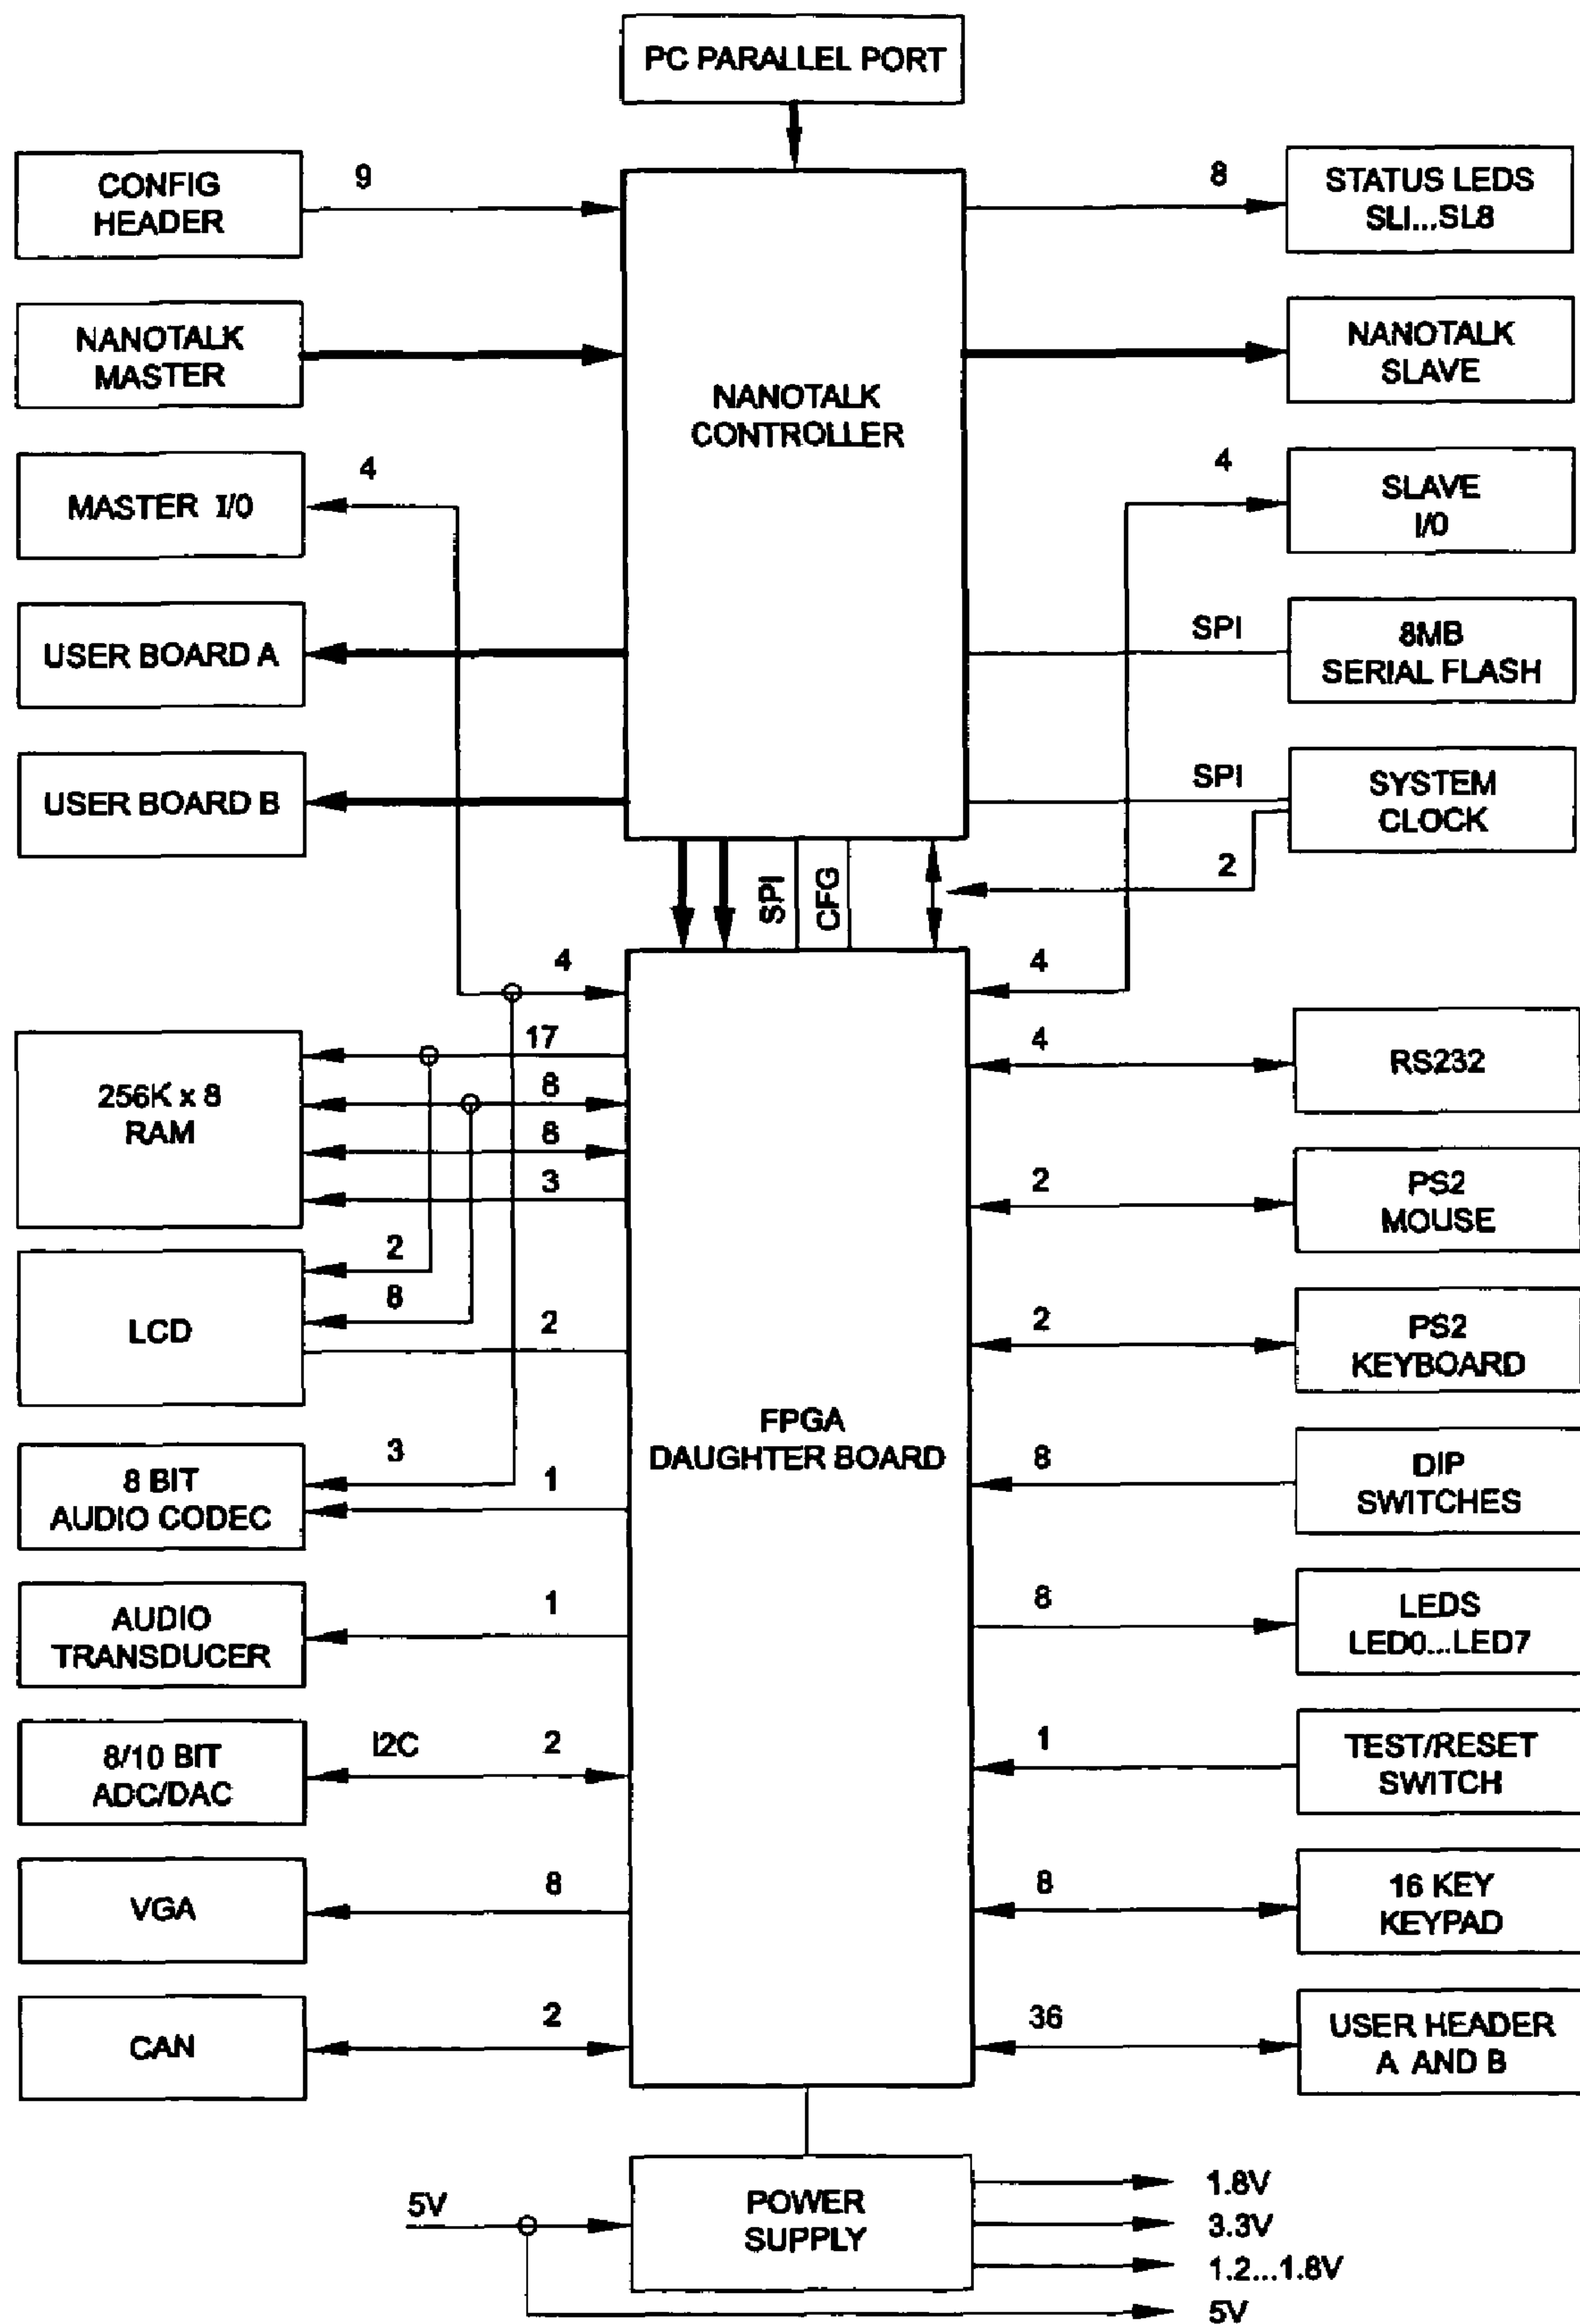 PC PARALLEL PORT
CONFIG
HEADER
9
8
STATUS LEDS
SLI...SL8
NANOTALK
MASTER
NANOTALK
CONTROLLER
NANOTALK
SLAVE
MASTER I/0
4
4
SLAVE
I/0
USER BOARD A
SPI
8MB
SERIAL FLASH
USER BOARD B
SPI
SYSTEM
CLOCK
2
SPI
CFG
4
4
256K x 8
RAM
17
8
8
3
4
RS232
2
PS2
MOUSE
LCD
2
8
2
2
PS2
KEYBOARD
FPGA
DAUGHTER BOARD
8 BIT
AUDIO CODEC
3
1
8
DIP
SWITCHES
AUDIO
TRANSDUCER
1
8
LEDS
LED0...LED7
8/10 BIT
ADC/DAC
I2C
2
1
TEST/RESET
SWITCH
VGA
8
8
16 KEY
KEYPAD
CAN
2
36
USER HEADER
A AND B
5V
POWER
SUPPLY
1.8V
3.3V
1.2...1.8V
5V